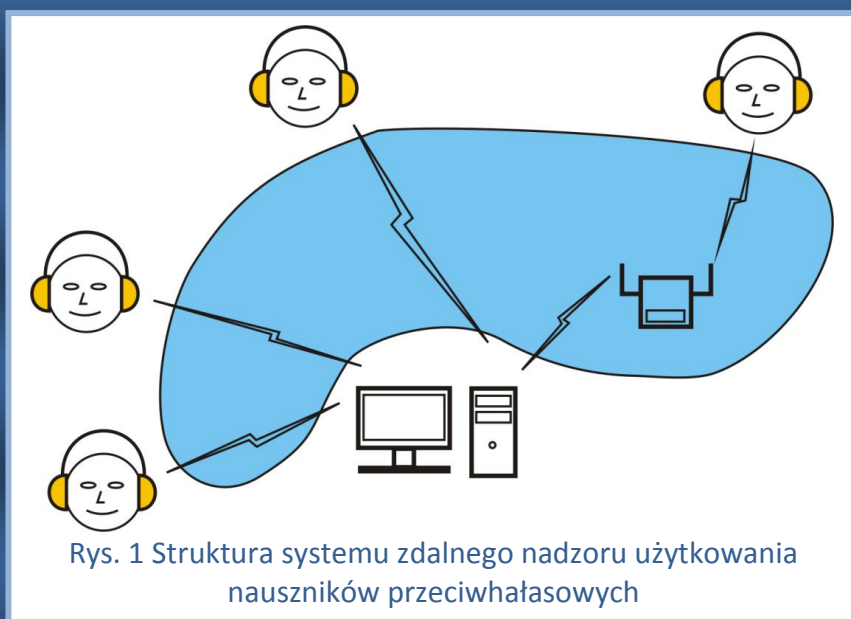 Rys. 1 Struktura systemu zdalnego nadzoru użytkowania
nauszników przeciwhałasowych